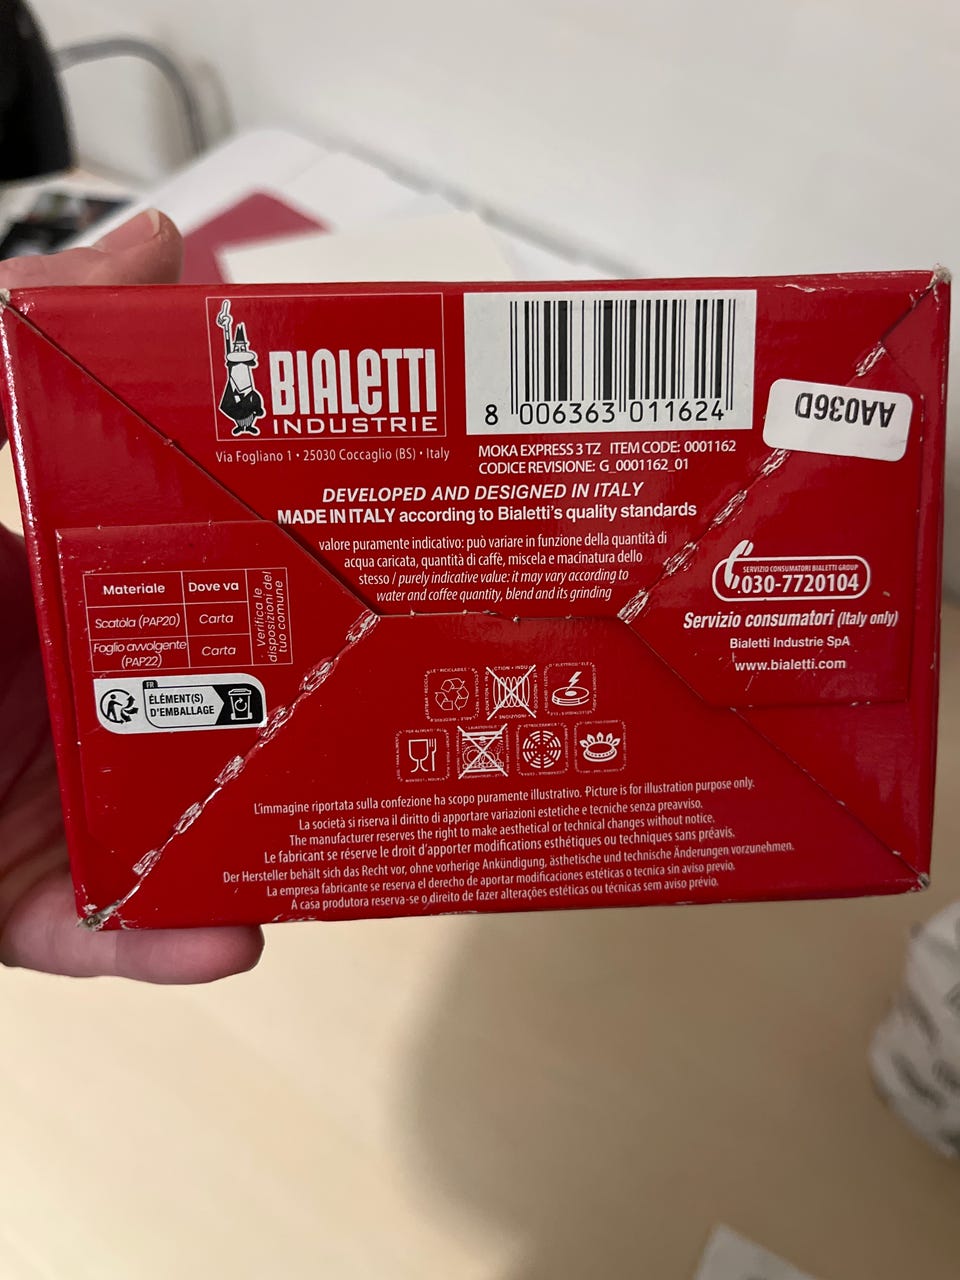 BIALETTI
INDUSTRIE
Via Fogliano 1 • 25030 Coccaglio (BS) • Italy
8 006363 011624
AA036D
MOKA EXPRESS 3 TZ ITEM CODE: 0001162
CODICE REVISIONE: G_0001162_01
DEVELOPED AND DESIGNED IN ITALY
MADE IN ITALY according to Bialetti's quality standards
valore puramente indicativo: può variare in funzione della quantità di
acqua caricata, quantità di caffè, miscela e macinatura dello
stesso / purely indicative value: it may vary according to
water and coffee quantity, blend and its grinding
Materiale Dove va
Scatola (PAP20) Carta
Foglio avvolgente
(PAP22) Carta
Verifica le
disposizioni del
tuo comune
FR
ÉLÉMENT(S)
D'EMBALLAGE
SERVIZIO CONSUMATORI BIALETTI GROUP
030-7720104
Servizio consumatori (Italy only)
Bialetti Industrie SpA
www.bialetti.com
L'immagine riportata sulla confezione ha scopo puramente illustrativo. Picture is for illustration purpose only.
La società si riserva il diritto di apportare variazioni estetiche e tecniche senza preavviso.
The manufacturer reserves the right to make aesthetical or technical changes without notice.
Le fabricant se réserve le droit d'apporter modifications esthétiques ou techniques sans préavis.
Der Hersteller behält sich das Recht vor, ohne vorherige Ankündigung, ästhetische und technische Änderungen vorzunehmen.
La empresa fabricante se reserva el derecho de aportar modificaciones estéticas o tecnica sin aviso previo.
A casa produtora reserva-se o direito de fazer alterações estéticas ou técnicas sem aviso prévio.